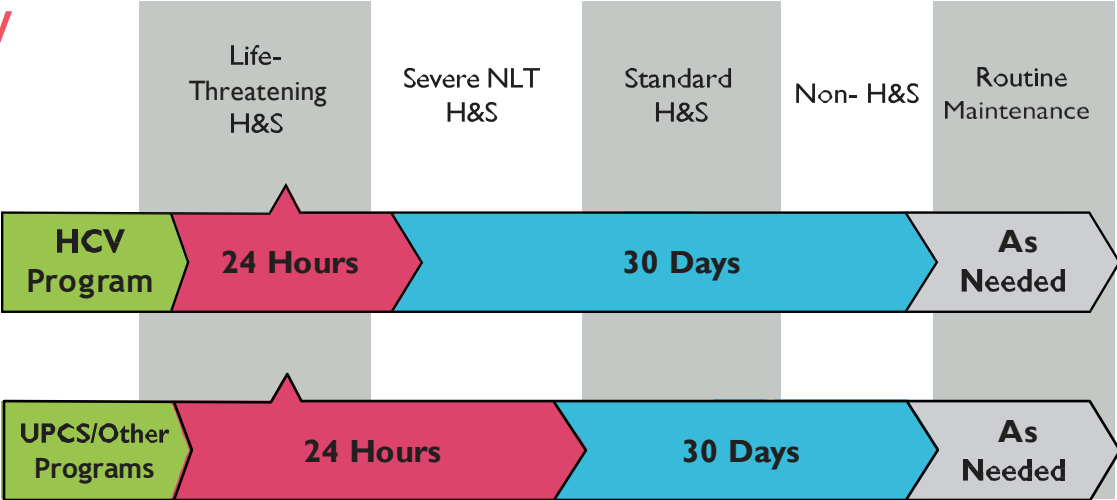 Life-
Threatening
H&S
Severe NLT
H&S
Standard
H&S
Non- H&S
Routine
Maintenance
HCV
Program
24 Hours
30 Days
As
Needed
UPCS/Other
Programs
24 Hours
30 Days
As
Needed